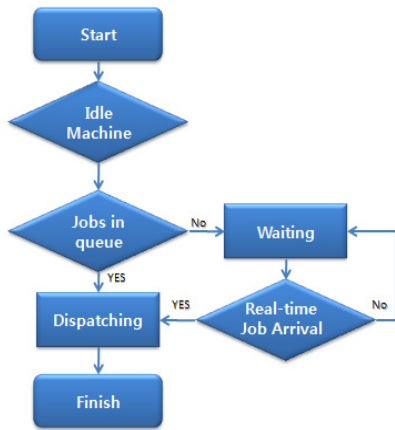 Start
Idle
Machine
Jobs in
queue
No
Waiting
YES
Dispatching
YES
Real-time
Job Arrival
No
Finish